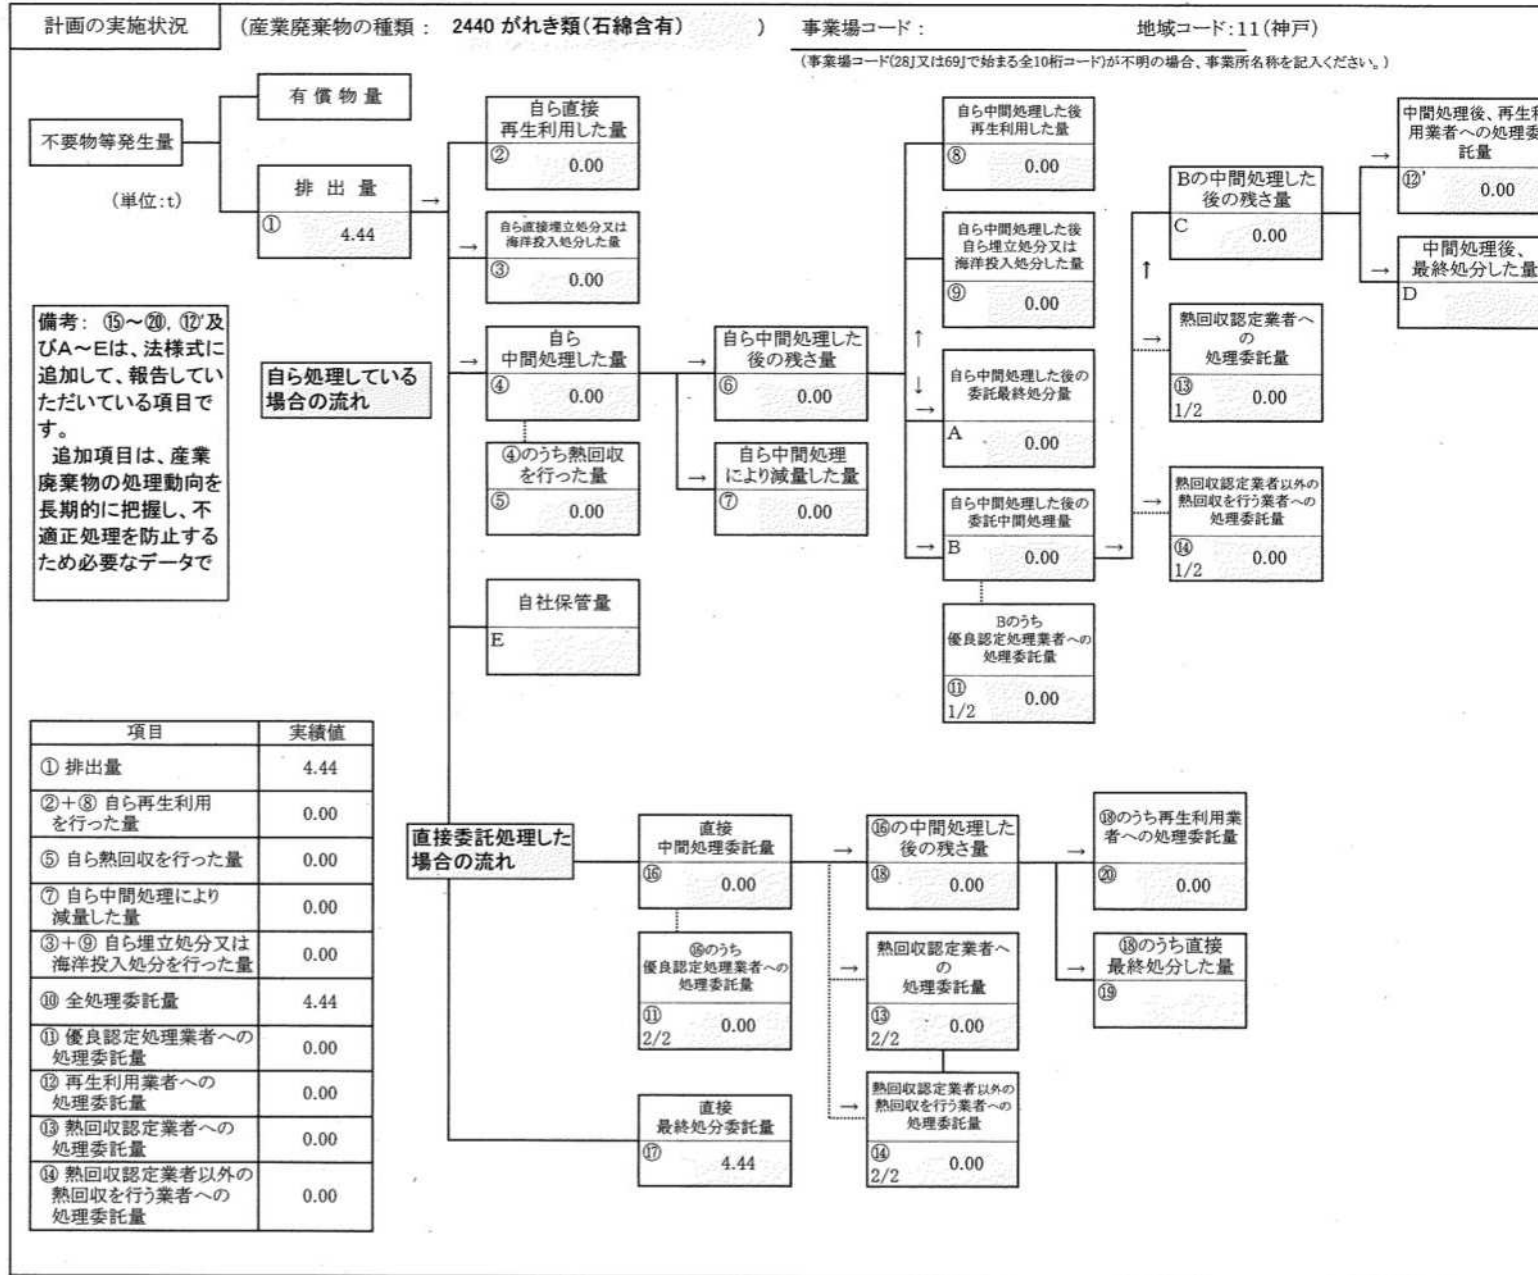 計画の実施状況 (産業廃棄物の種類: 2440 がれき類(石綿含有) ) 事業場コード: 地域コード:11(神戸)
(事業場コード(「28」又は「69」で始まる全10桁コード)が不明の場合、事業所名称を記入ください。)
不要物等発生量
(単位:t)
有償物量
排出量
① 4.44
自ら直接
再生利用した量
② 0.00
自ら直接埋立処分又は
海洋投入処分した量
③ 0.00
自ら
中間処理した量
④ 0.00
④のうち熱回収
を行った量
⑤ 0.00
自社保管量
E
自ら中間処理した
後の残さ量
⑥ 0.00
自ら中間処理
により減量した量
⑦ 0.00
自ら中間処理した後
再生利用した量
⑧ 0.00
自ら中間処理した後
自ら埋立処分又は
海洋投入処分した量
⑨ 0.00
自ら中間処理した後の
委託最終処分量
A 0.00
自ら中間処理した後の
委託中間処理量
B 0.00
Bのうち
優良認定処理業者への
処理委託量
⑪ 0.00
1/2
Bの中間処理した
後の残さ量
C 0.00
熱回収認定業者へ
の
処理委託量
⑬ 0.00
1/2
熱回収認定業者以外の
熱回収を行う業者への
処理委託量
⑭ 0.00
1/2
中間処理後、再生利
用業者への処理委
託量
⑫' 0.00
中間処理後、
最終処分した量
D
備考: ⑮~⑳, ⑫'及
びA~Eは、法様式に
追加して、報告してい
ただいている項目で
す。
追加項目は、産業
廃棄物の処理動向を
長期的に把握し、不
適正処理を防止する
ため必要なデータで
自ら処理している
場合の流れ
項目 実績値
① 排出量 4.44
②+⑧ 自ら再生利用
を行った量 0.00
⑤ 自ら熱回収を行った量 0.00
⑦ 自ら中間処理により
減量した量 0.00
③+⑨ 自ら埋立処分又は
海洋投入処分を行った量 0.00
⑩ 全処理委託量 4.44
⑪ 優良認定処理業者への
処理委託量 0.00
⑫ 再生利用業者への
処理委託量 0.00
⑬ 熱回収認定業者への
処理委託量 0.00
⑭ 熱回収認定業者以外の
熱回収を行う業者への
処理委託量 0.00
直接委託処理した
場合の流れ
直接
中間処理委託量
⑯ 0.00
⑯のうち
優良認定処理業者への
処理委託量
⑪ 0.00
2/2
直接
最終処分委託量
⑰ 4.44
⑯の中間処理した
後の残さ量
⑱ 0.00
熱回収認定業者へ
の
処理委託量
⑬ 0.00
2/2
熱回収認定業者以外の
熱回収を行う業者への
処理委託量
⑭ 0.00
2/2
⑱のうち再生利用業
者への処理委託量
⑳ 0.00
⑱のうち直接
最終処分した量
⑲